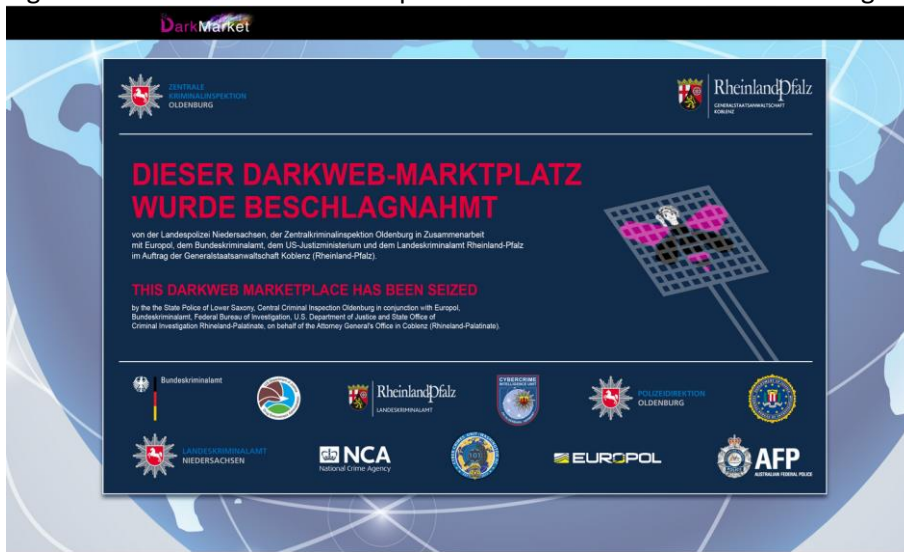 DarkMarket
ZENTRALE
KRIMINALINSPEKTION
OLDENBURG
RheinlandPfalz
GENERALSTAATSANWALTSCHAFT
KOBLENZ
DIESER DARKWEB-MARKTPLATZ
WURDE BESCHLAGNAHMT
von der Landespolizei Niedersachsen, der Zentralkriminalinspektion Oldenburg in Zusammenarbeit
mit Europol, dem Bundeskriminalamt, dem US-Justizministerium und dem Landeskriminalamt Rheinland-Pfalz
im Auftrag der Generalstaatsanwaltschaft Koblenz (Rheinland-Pfalz).
THIS DARKWEB MARKETPLACE HAS BEEN SEIZED
by the the State Police of Lower Saxony, Central Criminal Inspection Oldenburg in conjunction with Europol,
Bundeskriminalamt, Federal Bureau of Investigation, U.S. Department of Justice and State Office of
Criminal Investigation Rhineland-Palatinate, on behalf of the Attorney General's Office in Coblenz (Rhineland-Palatinate).
Bundeskriminalamt
RheinlandPfalz
LANDESKRIMINALAMT
CYBERCRIME
INTELLIGENCE UNIT
POLIZEIDIREKTION
OLDENBURG
LANDESKRIMINALAMT
NIEDERSACHSEN
NCA
National Crime Agency
EUROPOL
AFP
AUSTRALIAN FEDERAL POLICE